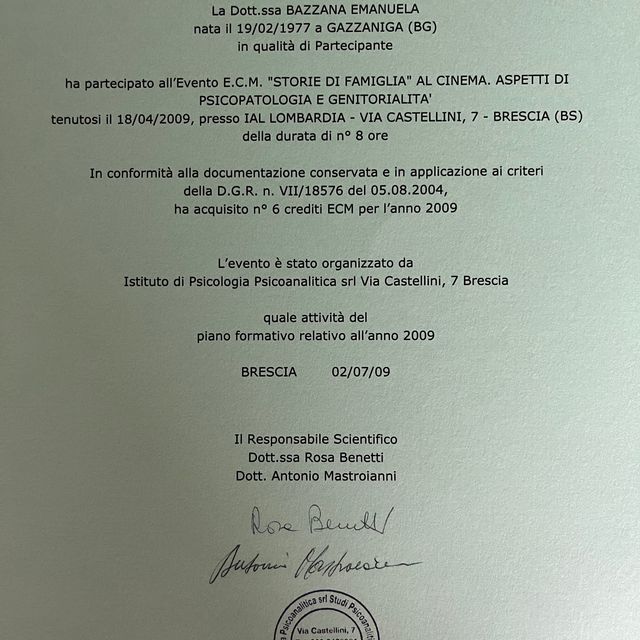 La Dott.ssa BAZZANA EMANUELA
nata il 19/02/1977 a GAZZANIGA (BG)
in qualità di Partecipante
ha partecipato all'Evento E.C.M. "STORIE DI FAMIGLIA" AL CINEMA. ASPETTI DI
PSICOPATOLOGIA E GENITORIALITA'
tenutosi il 18/04/2009, presso IAL LOMBARDIA - VIA CASTELLINI, 7 - BRESCIA (BS)
della durata di n° 8 ore
In conformità alla documentazione conservata e in applicazione ai criteri
della D.G.R. n. VII/18576 del 05.08.2004,
ha acquisito n° 6 crediti ECM per l'anno 2009
L'evento è stato organizzato da
Istituto di Psicologia Psicoanalitica srl Via Castellini, 7 Brescia
quale attività del
piano formativo relativo all'anno 2009
BRESCIA 02/07/09
Il Responsabile Scientifico
Dott.ssa Rosa Benetti
Dott. Antonio Mastroianni
Rosa Benetti
Antonio Mastroianni
Psicoanalitica srl Studi Psicoanalitici
Via Castellini, 7